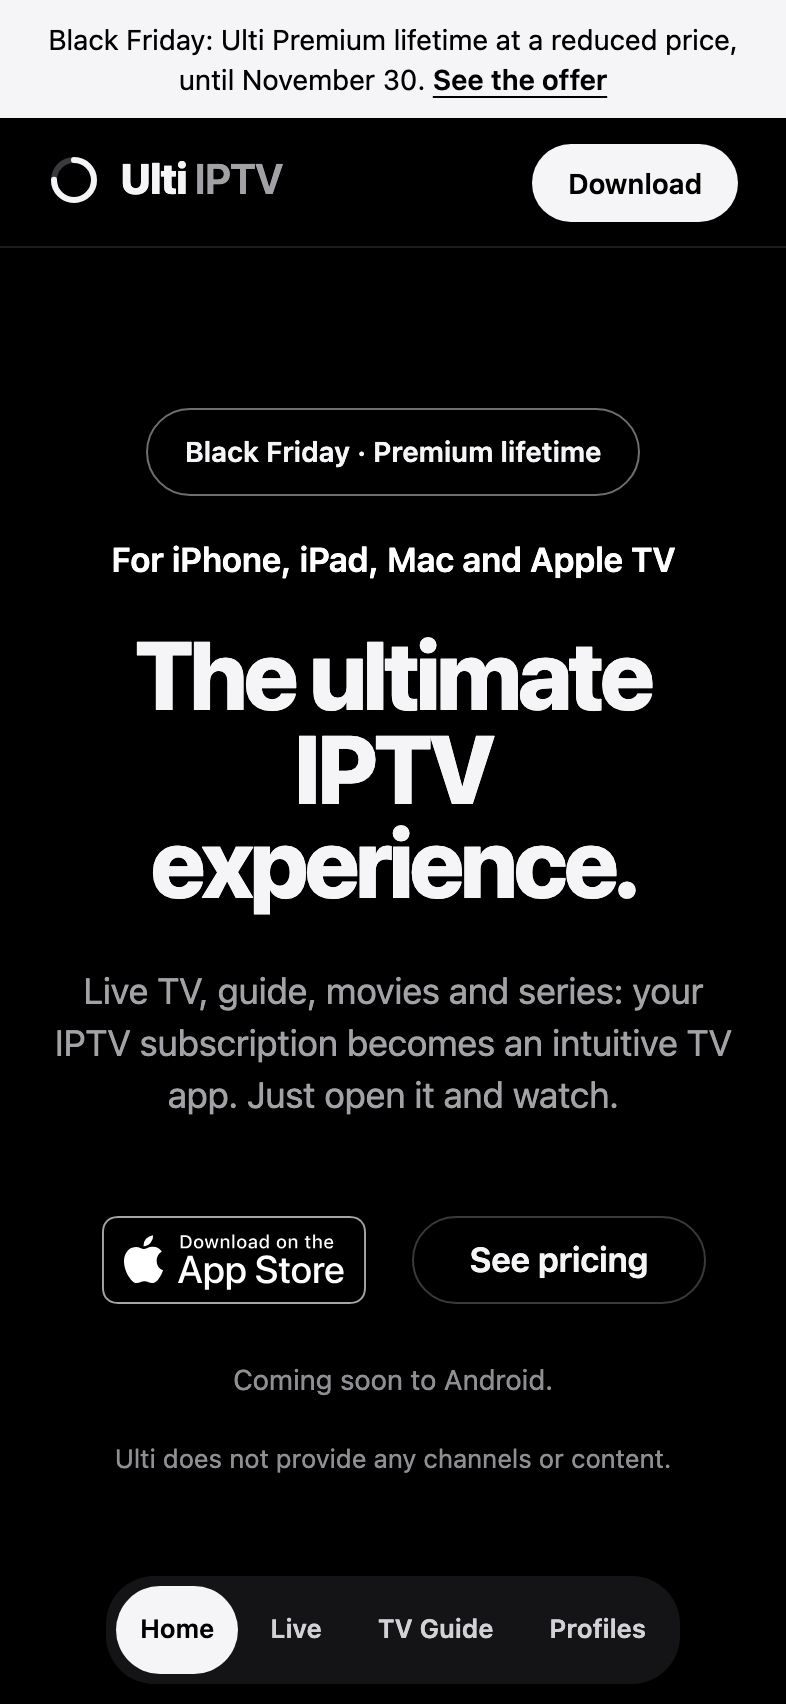 Black Friday: Ulti Premium lifetime at a reduced price,
until November 30. See the offer
Ulti IPTV
Download
Black Friday · Premium lifetime
For iPhone, iPad, Mac and Apple TV
The ultimate
IPTV
experience.
Live TV, guide, movies and series: your
IPTV subscription becomes an intuitive TV
app. Just open it and watch.
Download on the
App Store
See pricing
Coming soon to Android.
Ulti does not provide any channels or content.
Home Live TV Guide Profiles